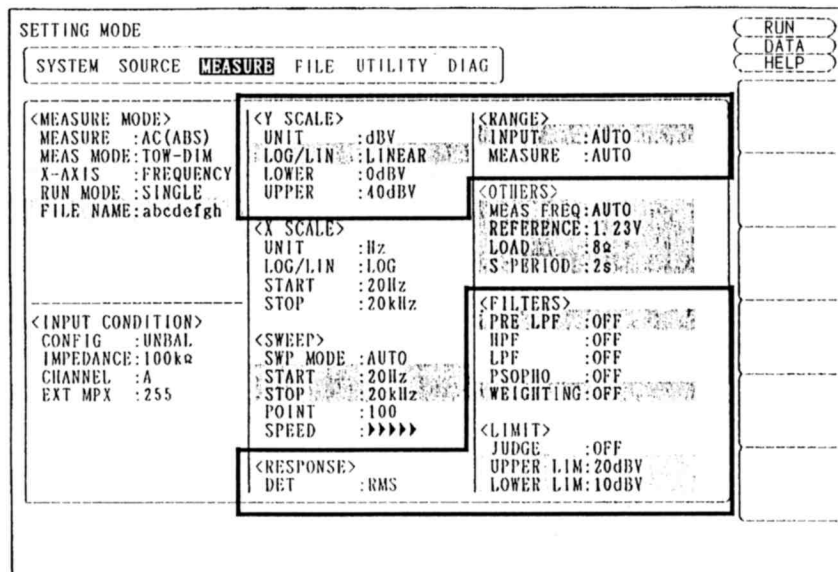 SETTING MODE
RUN
DATA
HELP
SYSTEM SOURCE MEASURE FILE UTILITY DIAG
<MEASURE MODE>
MEASURE :AC(ABS)
MEAS MODE:TOW-DIM
X-AXIS :FREQUENCY
RUN MODE :SINGLE
FILE NAME:abcdefgh
<INPUT CONDITION>
CONFIG :UNBAL
IMPEDANCE:100kΩ
CHANNEL :A
EXT MPX :255
<Y SCALE>
UNIT :dBV
LOG/LIN :LINEAR
LOWER :0dBV
UPPER :40dBV
<X SCALE>
UNIT :Hz
LOG/LIN :LOG
START :20Hz
STOP :20kHz
<SWEEP>
SWP MODE :AUTO
START :20Hz
STOP :20kHz
POINT :100
SPEED :❯❯❯❯❯
<RESPONSE>
DET :RMS
<RANGE>
INPUT :AUTO
MEASURE :AUTO
<OTHERS>
MEAS FREQ:AUTO
REFERENCE:1.23V
LOAD :8Ω
S PERIOD :2s
<FILTERS>
PRE LPF :OFF
HPF :OFF
LPF :OFF
PSOPHO :OFF
WEIGHTING:OFF
<LIMIT>
JUDGE :OFF
UPPER LIM:20dBV
LOWER LIM:10dBV